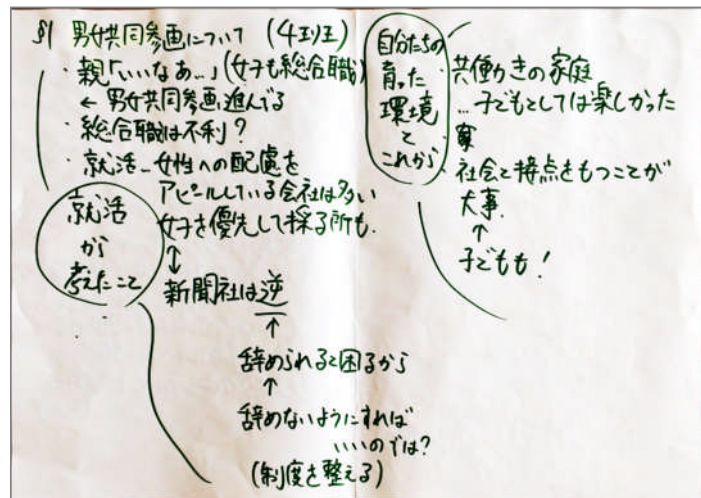 §1 男女共同参画について (4班)
・親「いいなぁ…」(女子も総合職)
← 男女共同参画進んでる
・総合職は不利?
・就活…女性への配慮を
アピールしている会社は多い
女子を優先して採る所も.
↕
新聞社は逆
↑
辞められると困るから
↑
辞めないようにすれば
いいのでは?
(制度を整える)
就活
から
考えたこと
自分たちの
育った
環境
と
これから
・共働きの家庭
…子どもとしては楽しかった
・社会と接点をもつことが
大事.
↑
子どもも!